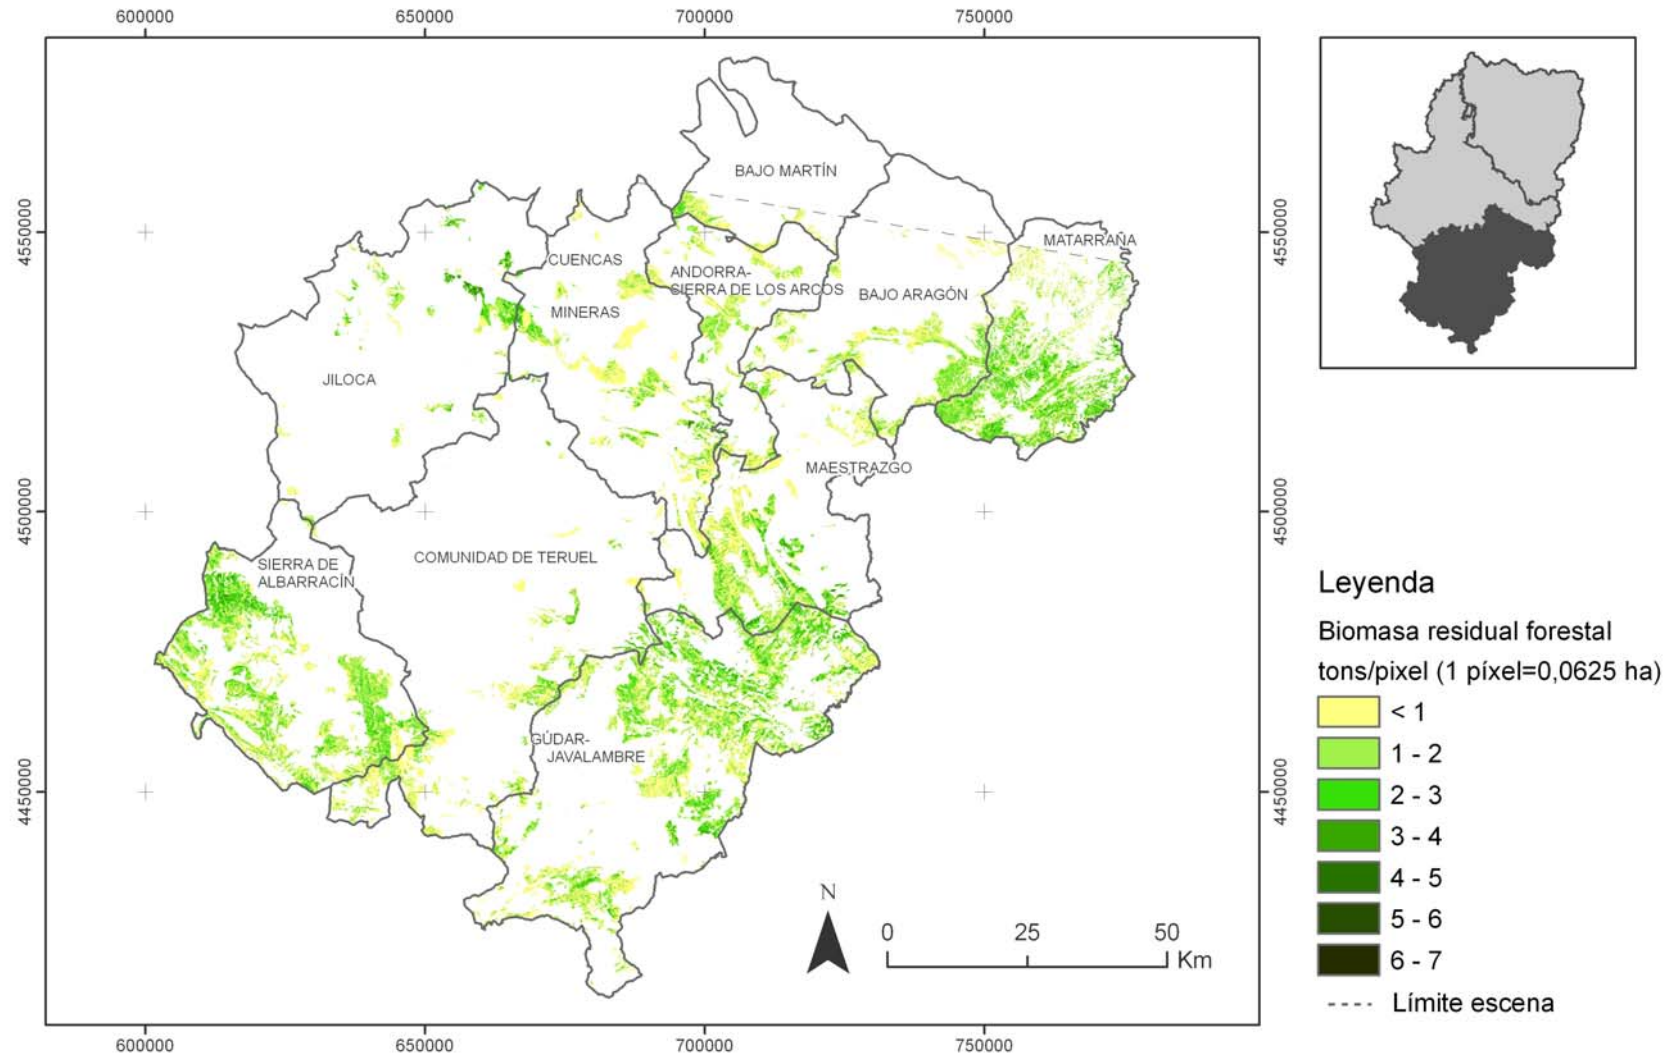 600000
650000
700000
750000
4550000
4550000
4500000
4500000
4450000
4450000
BAJO MARTÍN
MATARRAÑA
CUENCAS
MINERAS
ANDORRA-
SIERRA DE LOS ARCOS
BAJO ARAGÓN
JILOCA
MAESTRAZGO
COMUNIDAD DE TERUEL
SIERRA DE
ALBARRACÍN
GÚDAR-
JAVALAMBRE
N
0 25 50
Km
600000
650000
700000
750000
Leyenda
Biomasa residual forestal
tons/pixel (1 píxel=0,0625 ha)
< 1
1 - 2
2 - 3
3 - 4
4 - 5
5 - 6
6 - 7
Límite escena